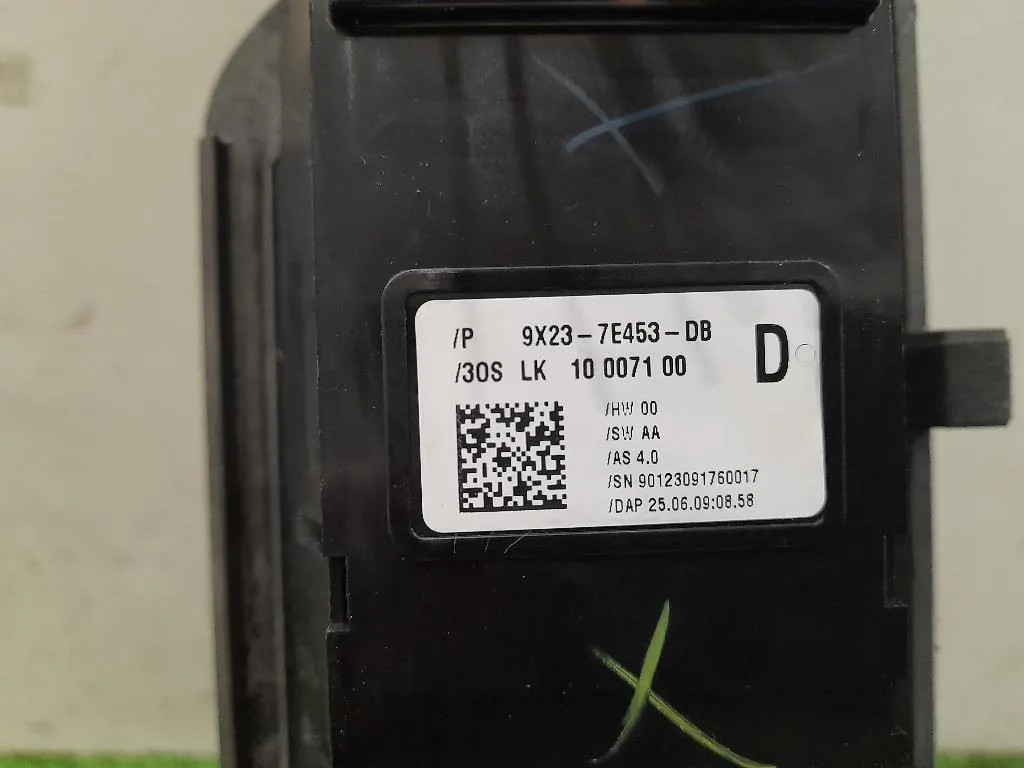 /P 9X23-7E453-DB
D
/30S LK 10 0071 00
/HW 00
/SW AA
/AS 4.0
/SN 90123091760017
/DAP 25.06.09:08.58